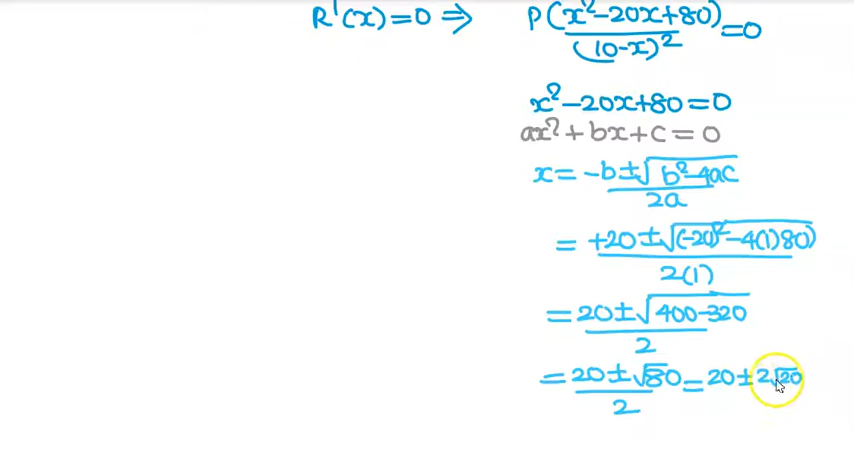 R'(x)=0 ⇒ P(x²-20x+80)/(10-x)² =0
x²-20x+80=0
ax²+bx+c=0
x= -b±√(b²-4ac)/2a
= +20±√((-20)²-4(1)80)/2(1)
= 20±√(400-320)/2
= 20±√80/2 = 20±2√20